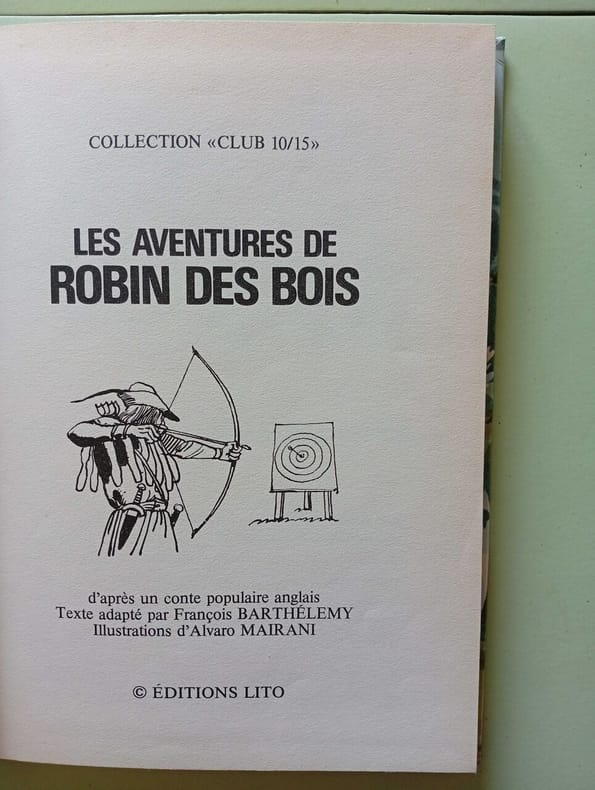 COLLECTION «CLUB 10/15»
LES AVENTURES DE
ROBIN DES BOIS
d'après un conte populaire anglais
Texte adapté par François BARTHÉLEMY
Illustrations d'Alvaro MAIRANI
© ÉDITIONS LITO